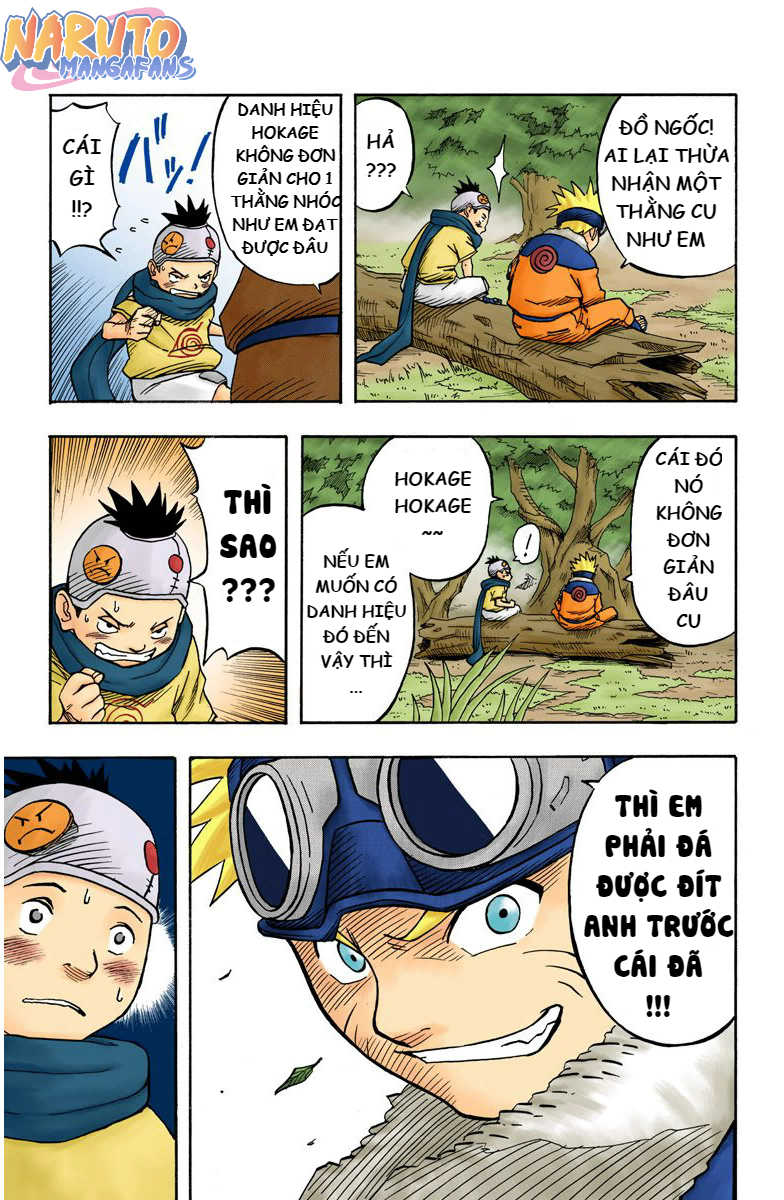 NARUTO
MANGAFANS
ĐỒ NGỐC!
AI LẠI THỪA
NHẬN MỘT
THẰNG CU
NHƯ EM
HẢ
???
DANH HIỆU
HOKAGE
KHÔNG ĐƠN
GIẢN CHO 1
THẰNG NHÓC
NHƯ EM ĐẠT
ĐƯỢC ĐÂU
バッ!
CÁI
GÌ
!!?
CÁI ĐÓ
NÓ
KHÔNG
ĐƠN
GIẢN
ĐÂU
CU
!
HOKAGE
HOKAGE
~~
NẾU EM
MUỐN CÓ
DANH HIỆU
ĐÓ ĐẾN
VẬY THÌ
...
THÌ
SAO
???
THÌ EM
PHẢI ĐÁ
ĐƯỢC ĐÍT
ANH TRƯỚC
CÁI ĐÃ
!!!